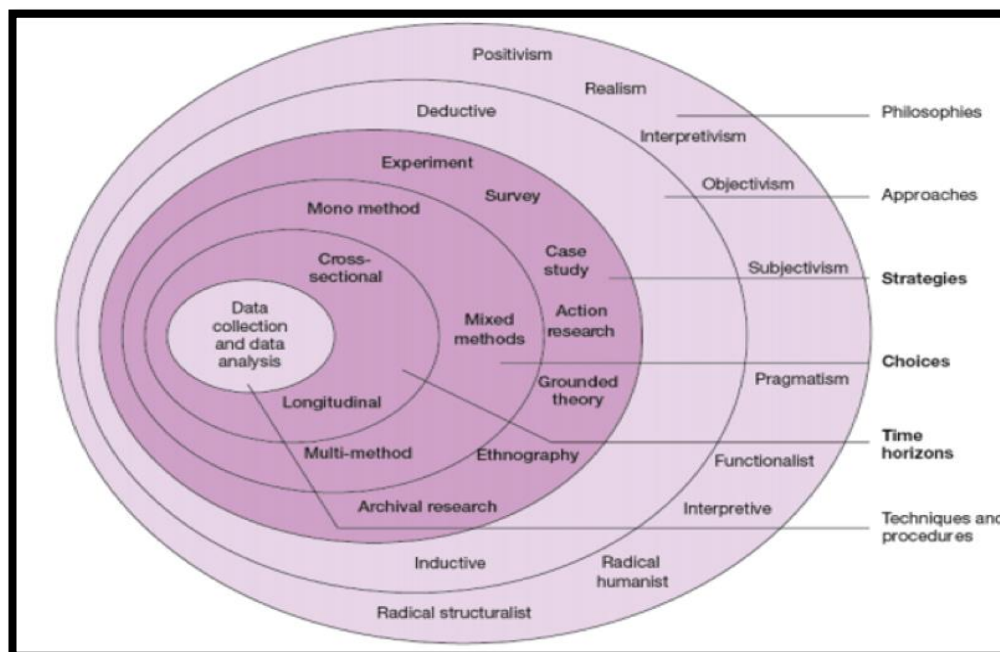 Positivism
Realism
Philosophies
Deductive
Interpretivism
Experiment
Objectivism
Survey
Approaches
Mono method
Cross-
sectional
Case
study
Subjectivism
Strategies
Data
collection
and data
analysis
Mixed
methods
Action
research
Choices
Pragmatism
Longitudinal
Grounded
theory
Time
horizons
Multi-method
Ethnography
Functionalist
Archival research
Interpretive
Techniques and
procedures
Inductive
Radical
humanist
Radical structuralist